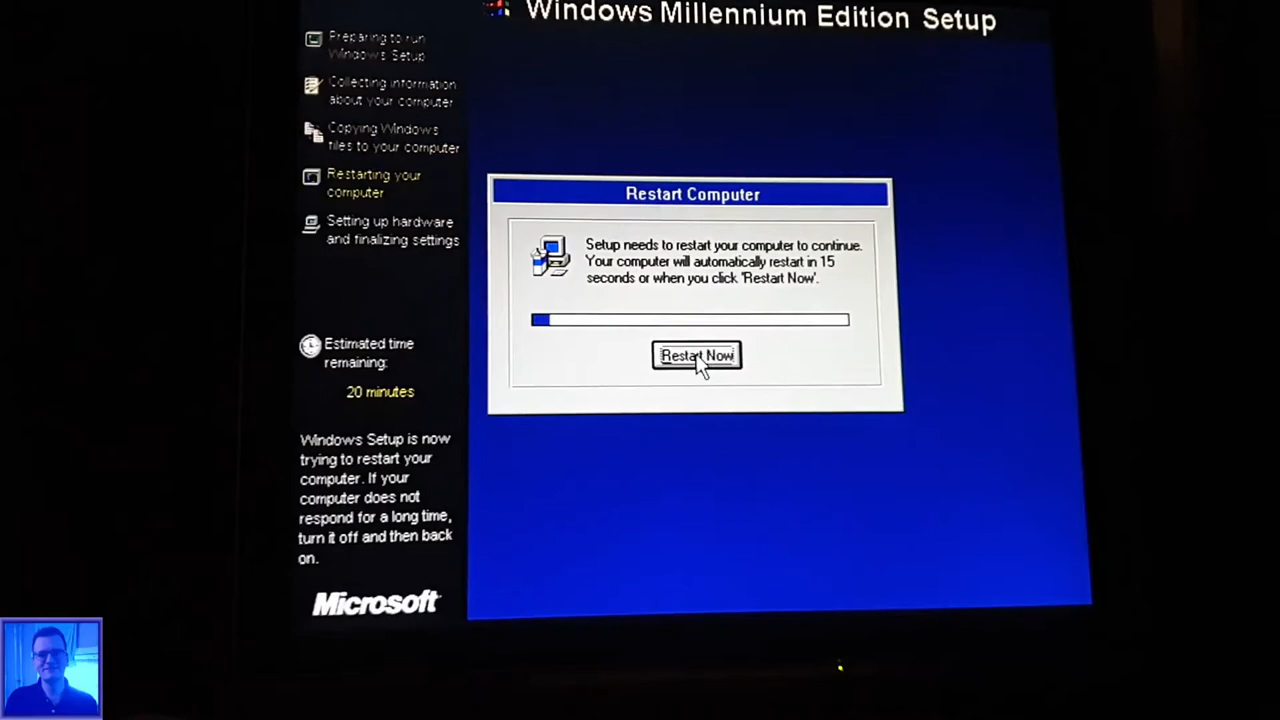 Windows Millennium Edition Setup
Preparing to run
Windows Setup
Collecting information
about your computer
Copying Windows
files to your computer
Restarting your
computer
Setting up hardware
and finalizing settings
Estimated time
remaining:
20 minutes
Windows Setup is now
trying to restart your
computer. If your
computer does not
respond for a long time,
turn it off and then back
on.
Microsoft
Restart Computer
Setup needs to restart your computer to continue.
Your computer will automatically restart in 15
seconds or when you click 'Restart Now'.
Restart Now